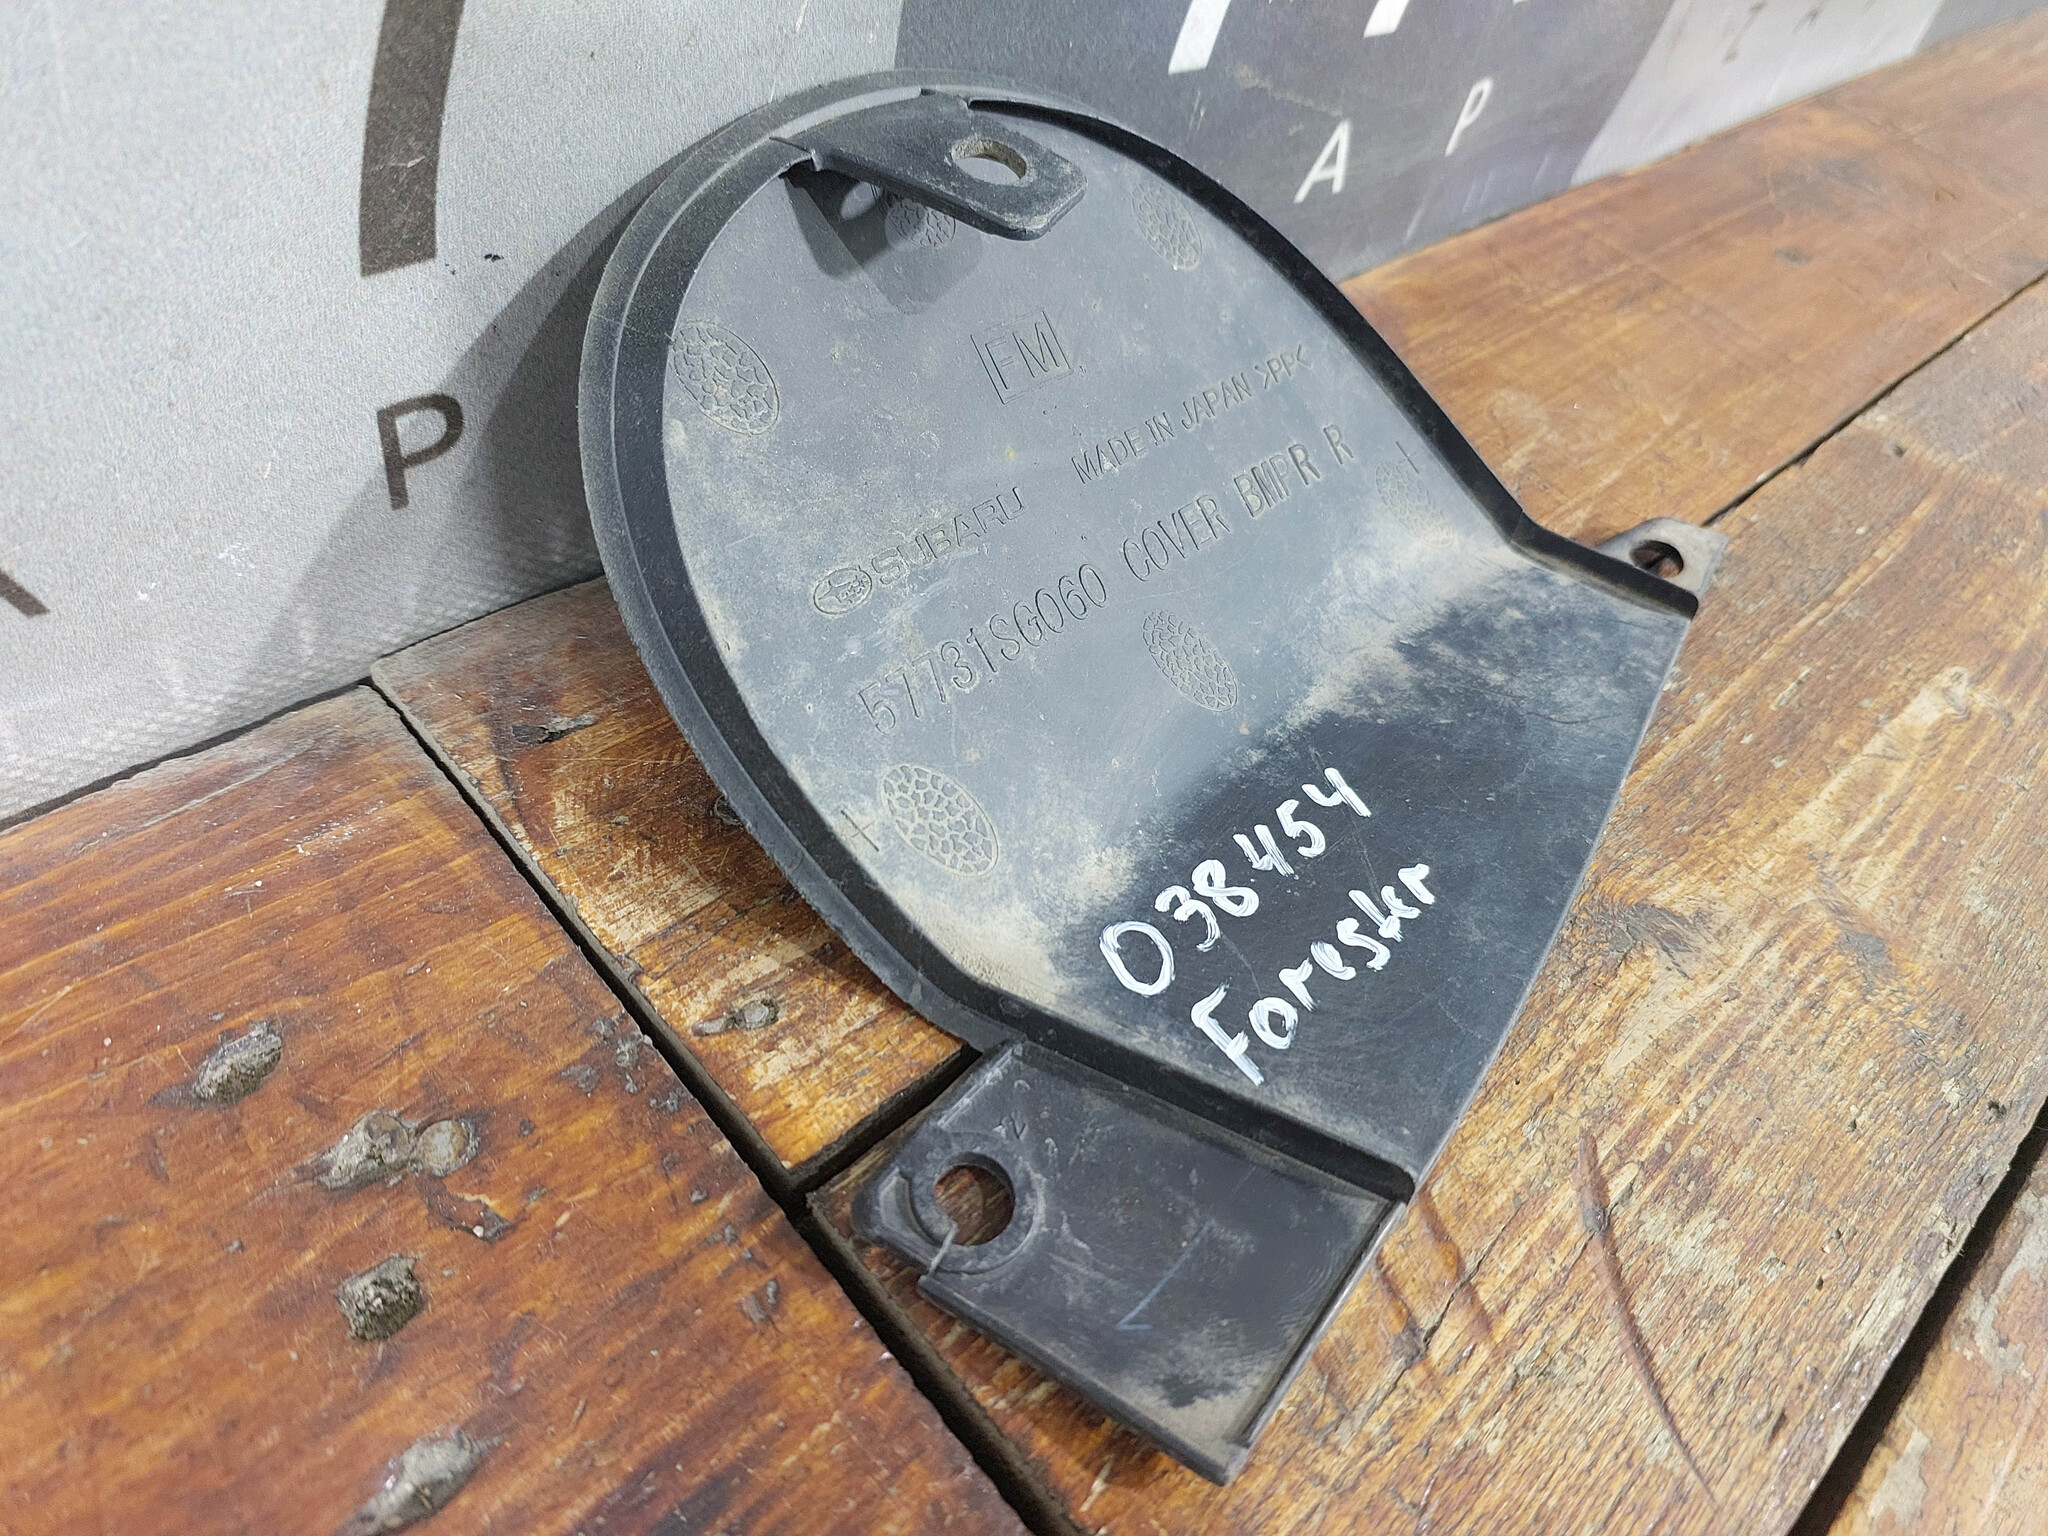 A P
P
FM
MADE IN JAPAN >PP<
SUBARU
57731SG060 COVER BMPR R
038454
Forester